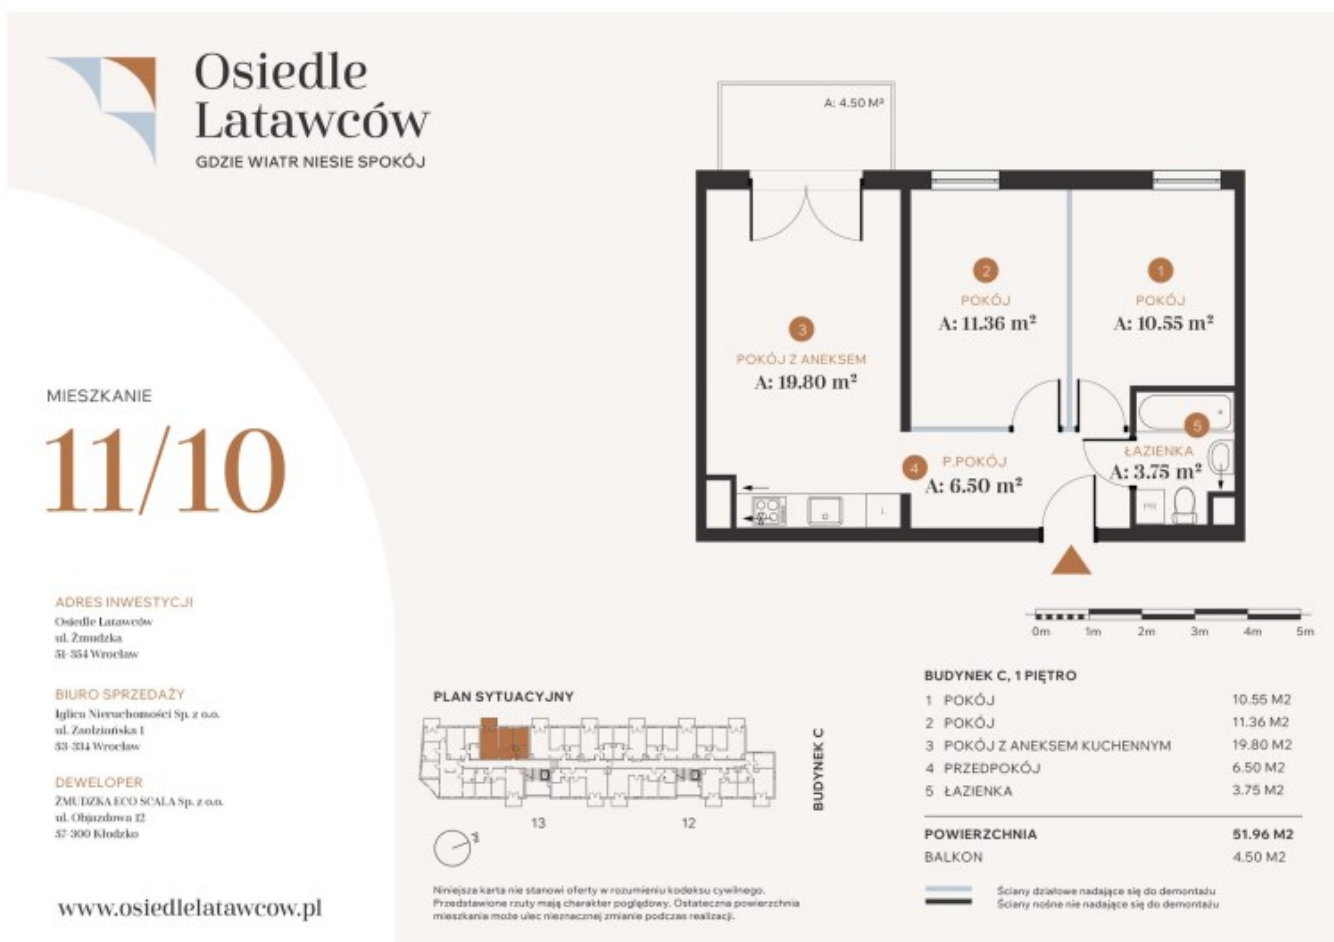 Osiedle
Latawców
GDZIE WIATR NIESIE SPOKÓJ
MIESZKANIE
11/10
ADRES INWESTYCJI
Osiedle Latawców
ul. Żmudzka
51-354 Wrocław
BIURO SPRZEDAŻY
Iglica Nieruchomości Sp. z o.o.
ul. Zaolziańska 1
53-334 Wrocław
DEWELOPER
ŻMUDZKA ECO SCALA Sp. z o.o.
ul. Objazdowa 12
57-300 Kłodzko
www.osiedlelatawcow.pl
A: 4.50 M²
2
POKÓJ
A: 11.36 m²
1
POKÓJ
A: 10.55 m²
3
POKÓJ Z ANEKSEM
A: 19.80 m²
5
ŁAZIENKA
A: 3.75 m²
4
P.POKÓJ
A: 6.50 m²
L
PR
0m 1m 2m 3m 4m 5m
PLAN SYTUACYJNY
13 12
BUDYNEK C
Niniejsza karta nie stanowi oferty w rozumieniu kodeksu cywilnego.
Przedstawione rzuty mają charakter poglądowy. Ostateczna powierzchnia
mieszkania może ulec nieznacznej zmianie podczas realizacji.
BUDYNEK C, 1 PIĘTRO
1 POKÓJ 10.55 M2
2 POKÓJ 11.36 M2
3 POKÓJ Z ANEKSEM KUCHENNYM 19.80 M2
4 PRZEDPOKÓJ 6.50 M2
5 ŁAZIENKA 3.75 M2
POWIERZCHNIA 51.96 M2
BALKON 4.50 M2
Ściany działowe nadające się do demontażu
Ściany nośne nie nadające się do demontażu